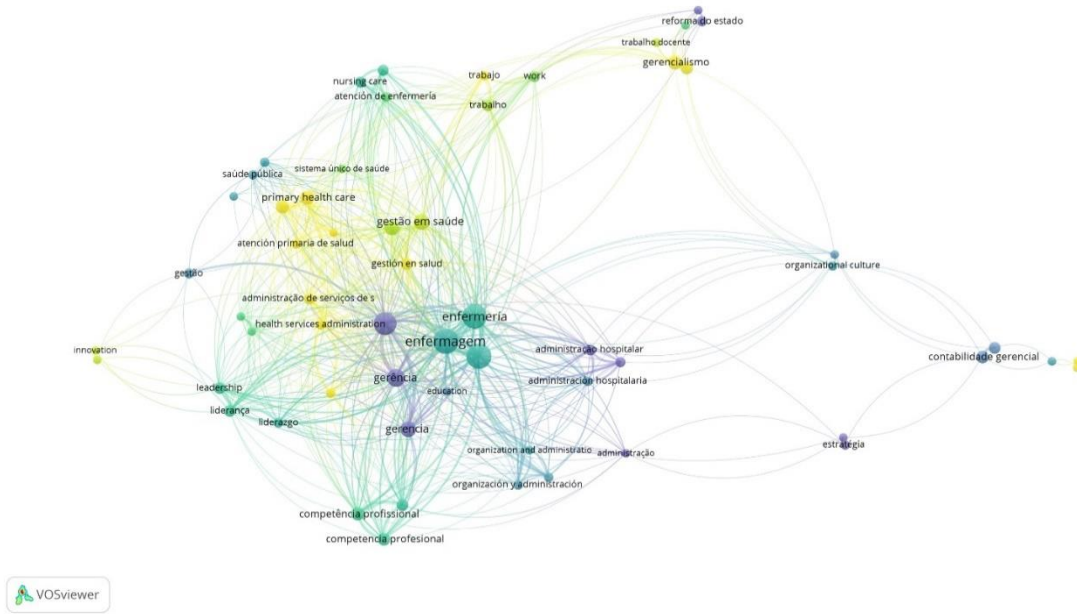 reforma do estado
trabalho docente
gerencialismo
trabajo
work
nursing care
atención de enfermería
trabalho
sistema único de saúde
saúde pública
primary health care
gestão em saúde
atención primaria de salud
gestión en salud
organizational culture
gestão
administração de serviços de s
enfermería
health services administration
enfermagem
innovation
administração hospitalar
contabilidade gerencial
gerência
administración hospitalaria
leadership
education
liderança
liderazgo
gerencia
estratégia
organization and administratio
administração
organización y administración
competência profissional
competencia profesional
VOSviewer